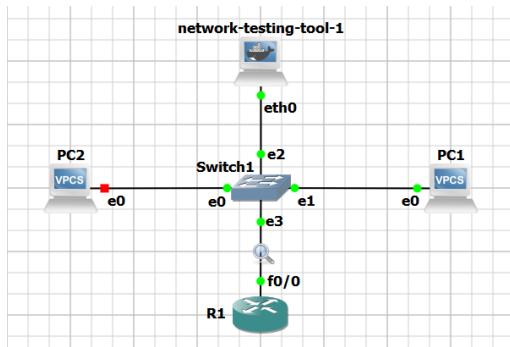 network-testing-tool-1
eth0
PC2
e2
PC1
Switch1
VPCS
VPCS
e0
e0
e1
e0
e3
f0/0
R1